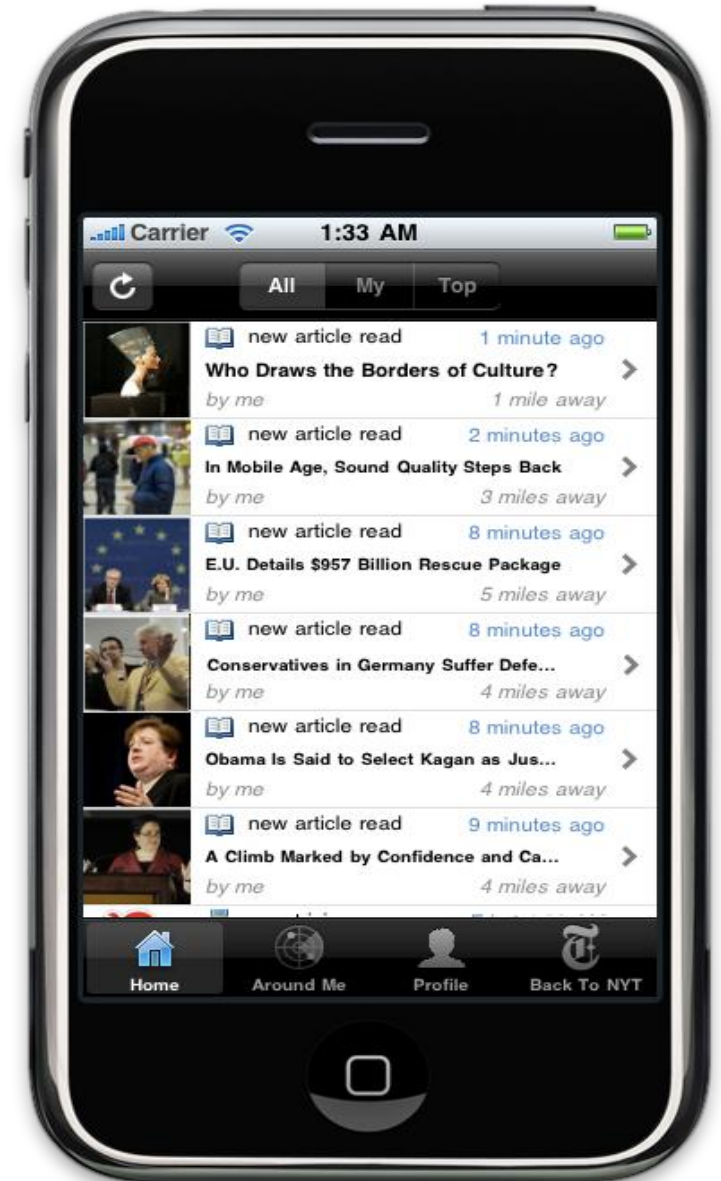 Carrier 1:33 AM
All My Top
new article read 1 minute ago
Who Draws the Borders of Culture?
by me 1 mile away
new article read 2 minutes ago
In Mobile Age, Sound Quality Steps Back
by me 3 miles away
new article read 8 minutes ago
E.U. Details $957 Billion Rescue Package
by me 5 miles away
new article read 8 minutes ago
Conservatives in Germany Suffer Defe...
by me 4 miles away
new article read 8 minutes ago
Obama Is Said to Select Kagan as Jus...
by me 4 miles away
new article read 9 minutes ago
A Climb Marked by Confidence and Ca...
by me 4 miles away
Home Around Me Profile Back To NYT